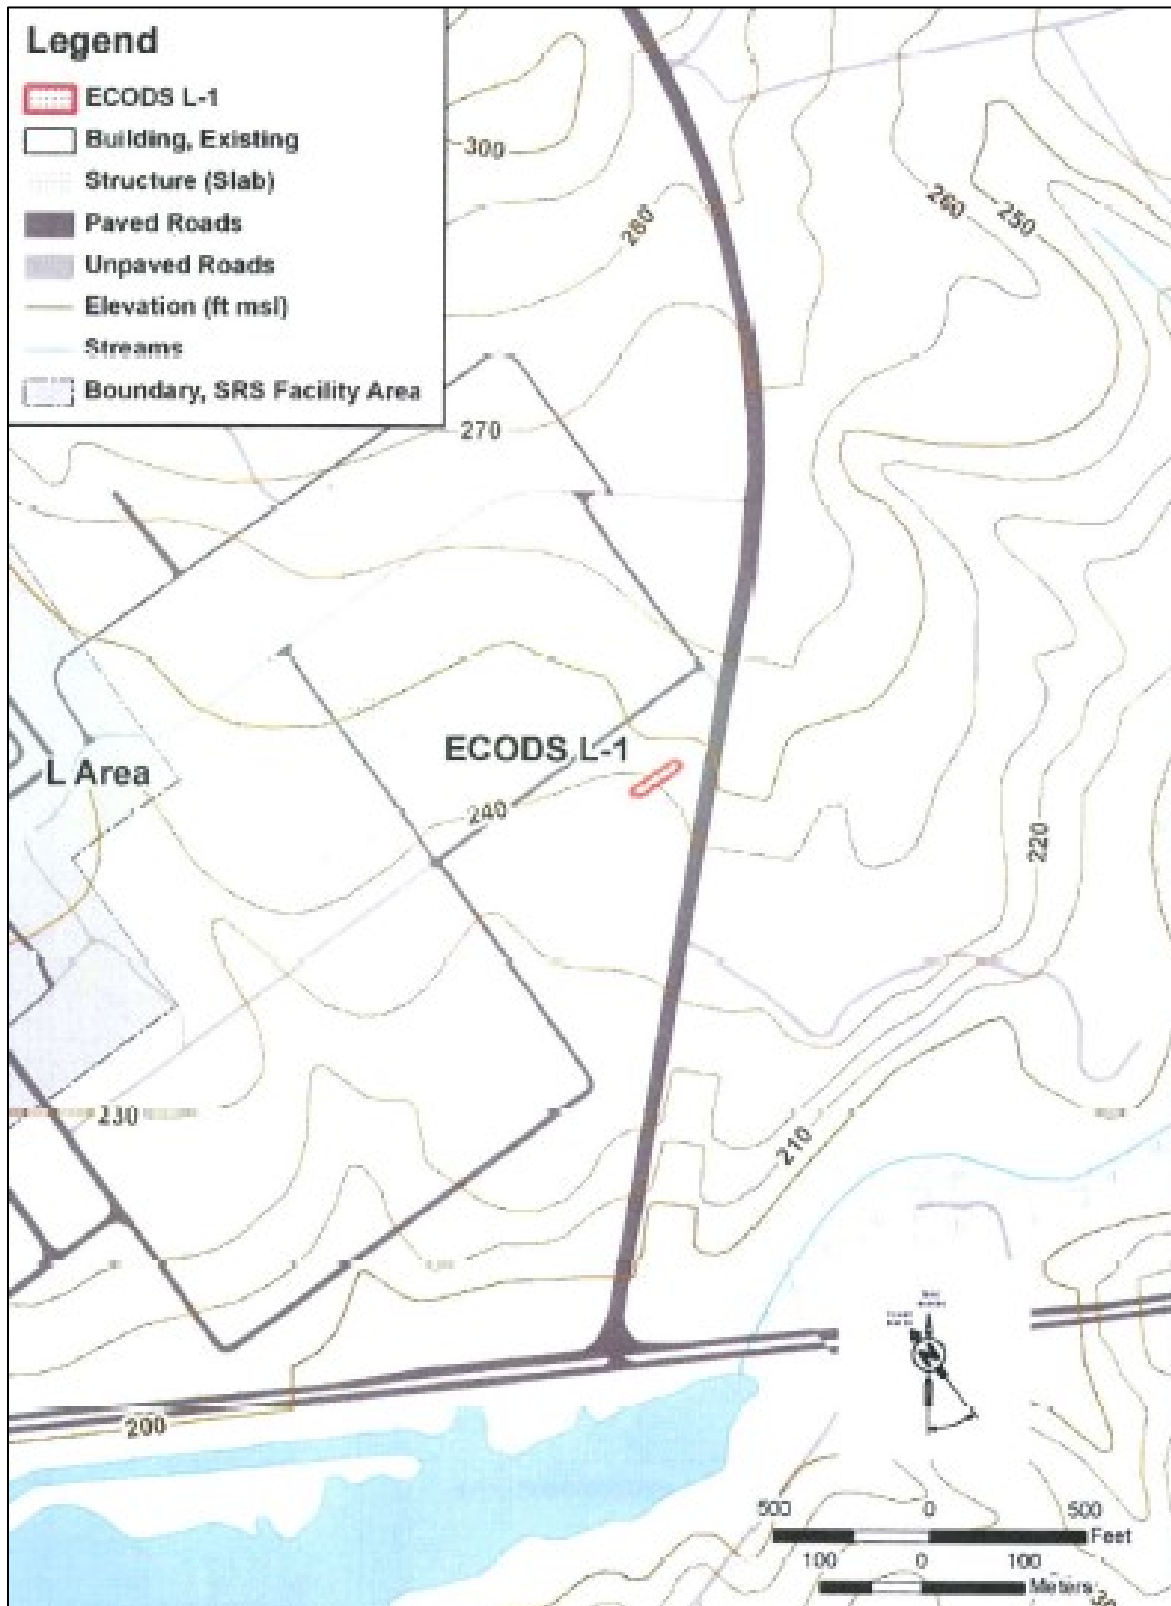 Legend
ECODS L-1
Building, Existing
Structure (Slab)
Paved Roads
Unpaved Roads
Elevation (ft msl)
Streams
Boundary, SRS Facility Area
300
280
260
250
270
ECODS L-1
L Area
240
220
230
210
200
500 0 500
Feet
100 0 100
Meters